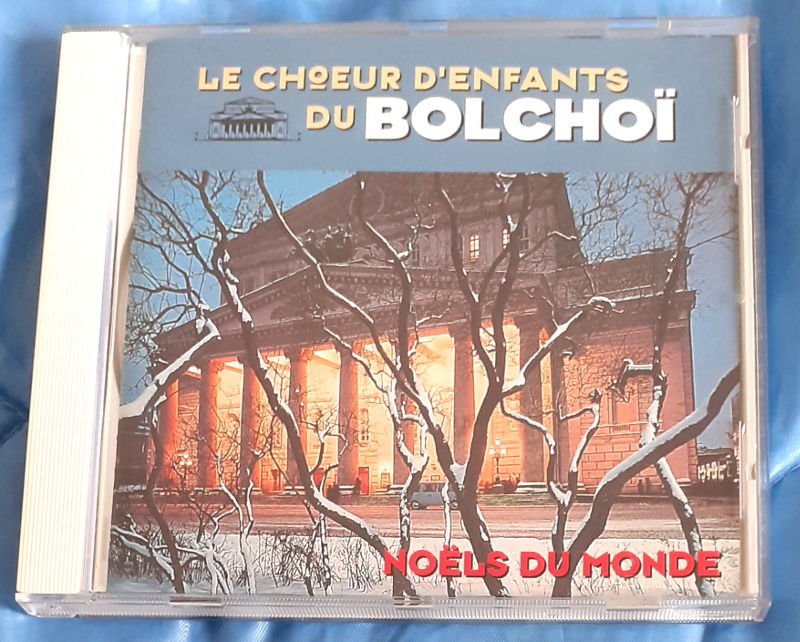 LE CHOEUR D'ENFANTS
DU BOLCHOÏ
NOËLS DU MONDE